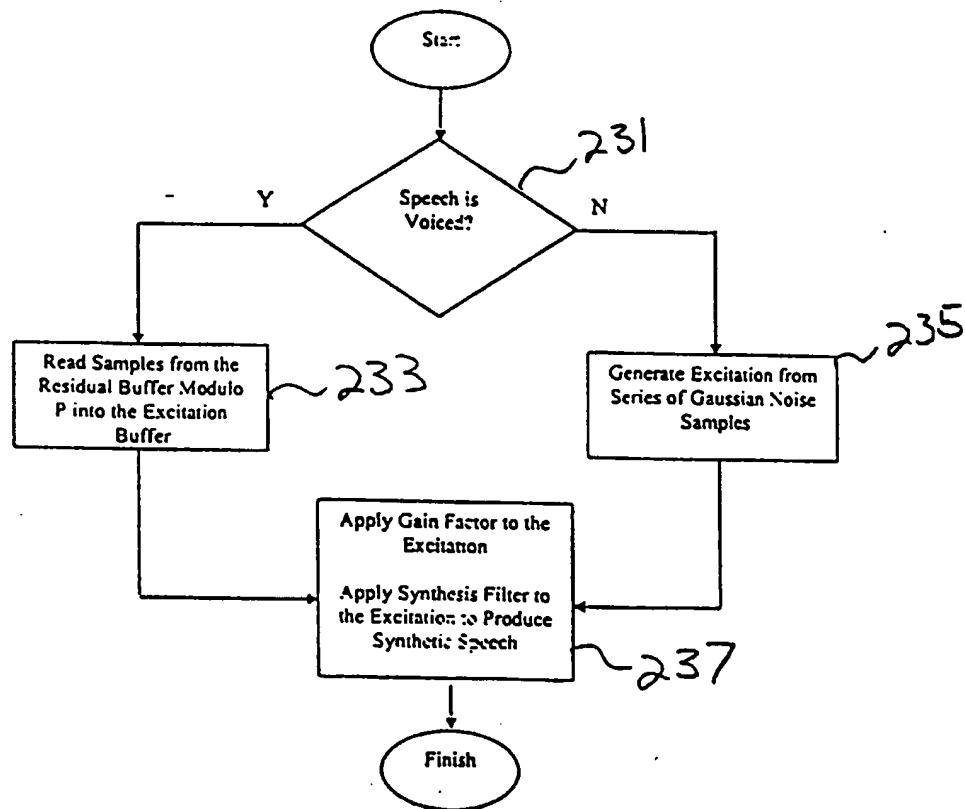 Start
231
Speech is
Voiced?
Y
N
235
Read Samples from the
Residual Buffer Modulo
P into the Excitation
Buffer
233
Generate Excitation from
Series of Gaussian Noise
Samples
Apply Gain Factor to the
Excitation
Apply Synthesis Filter to
the Excitation to Produce
Synthetic Speech
237
Finish